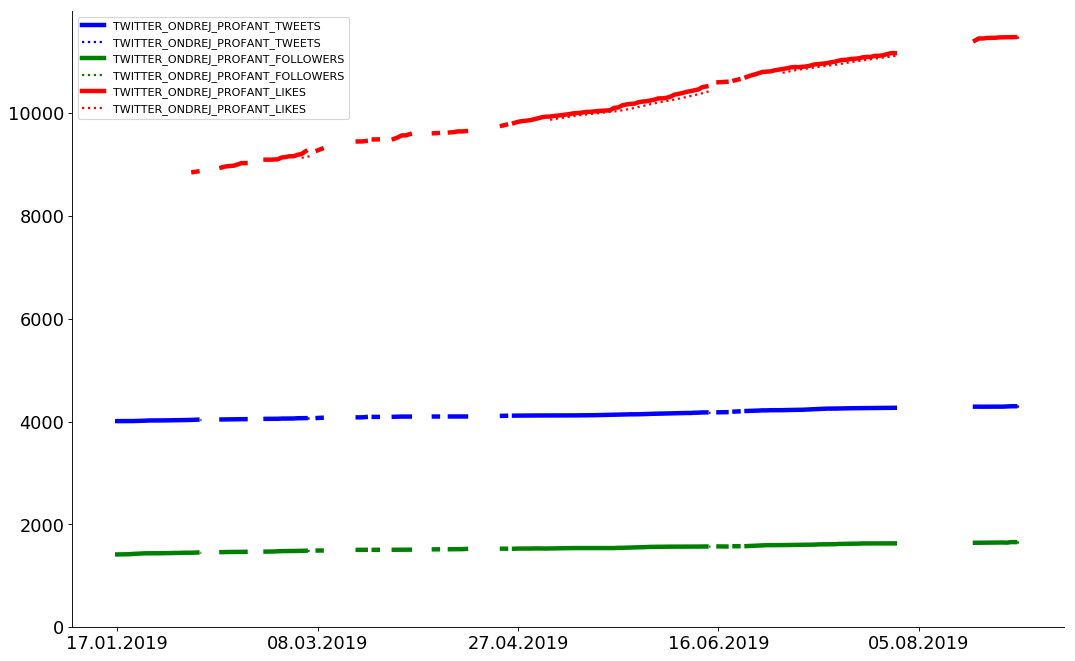 TWITTER_ONDREJ_PROFANT_TWEETS
TWITTER_ONDREJ_PROFANT_TWEETS
TWITTER_ONDREJ_PROFANT_FOLLOWERS
TWITTER_ONDREJ_PROFANT_FOLLOWERS
TWITTER_ONDREJ_PROFANT_LIKES
TWITTER_ONDREJ_PROFANT_LIKES
10000
8000
6000
4000
2000
0
17.01.2019 08.03.2019 27.04.2019 16.06.2019 05.08.2019